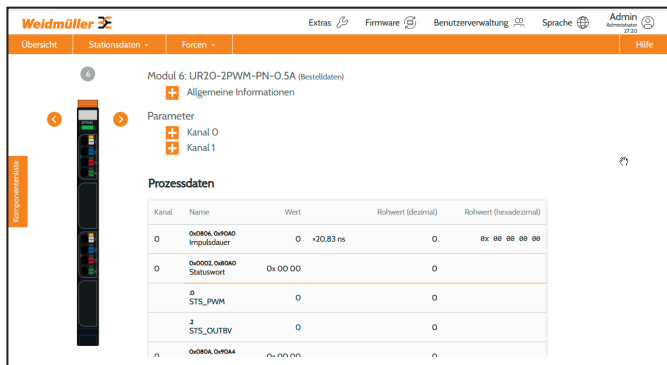 Weidmüller
Extras Firmware Benutzerverwaltung Sprache Admin
Administrator
27:20
Übersicht Stationsdaten Forcen Hilfe
6
Modul 6: UR20-2PWM-PN-0.5A (Bestelldaten)
Allgemeine Informationen
Parameter
Kanal 0
Kanal 1
Komponentenliste
2PWM
Prozessdaten
Kanal Name Wert Rohwert (dezimal) Rohwert (hexadezimal)
0x0806, 0x90A0
0 Impulsdauer 0 *20,83 ns 0 0x 00 00 00 00
0x0002, 0x80A0
0 Statuswort 0x 00 00 0
.0
STS_PWM 0 0
.2
STS_OUTBV 0 0
0x080A, 0x90A4
0 0x 00 00 0